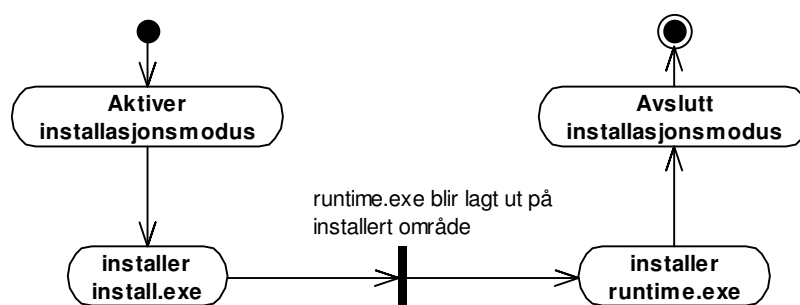 Aktiver
installasjonsmodus
Avslutt
installasjonsmodus
runtime.exe blir lagt ut på
installert område
installer
install.exe
installer
runtime.exe